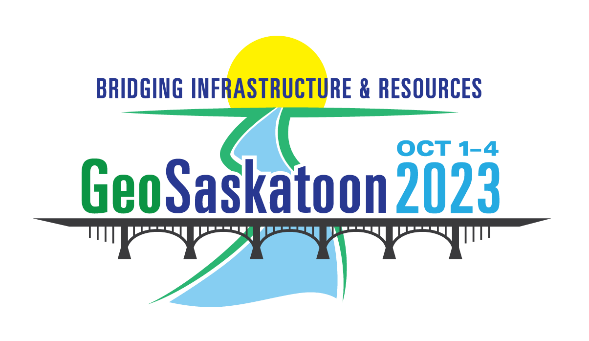 BRIDGING INFRASTRUCTURE & RESOURCES
OCT 1–4
GeoSaskatoon 2023